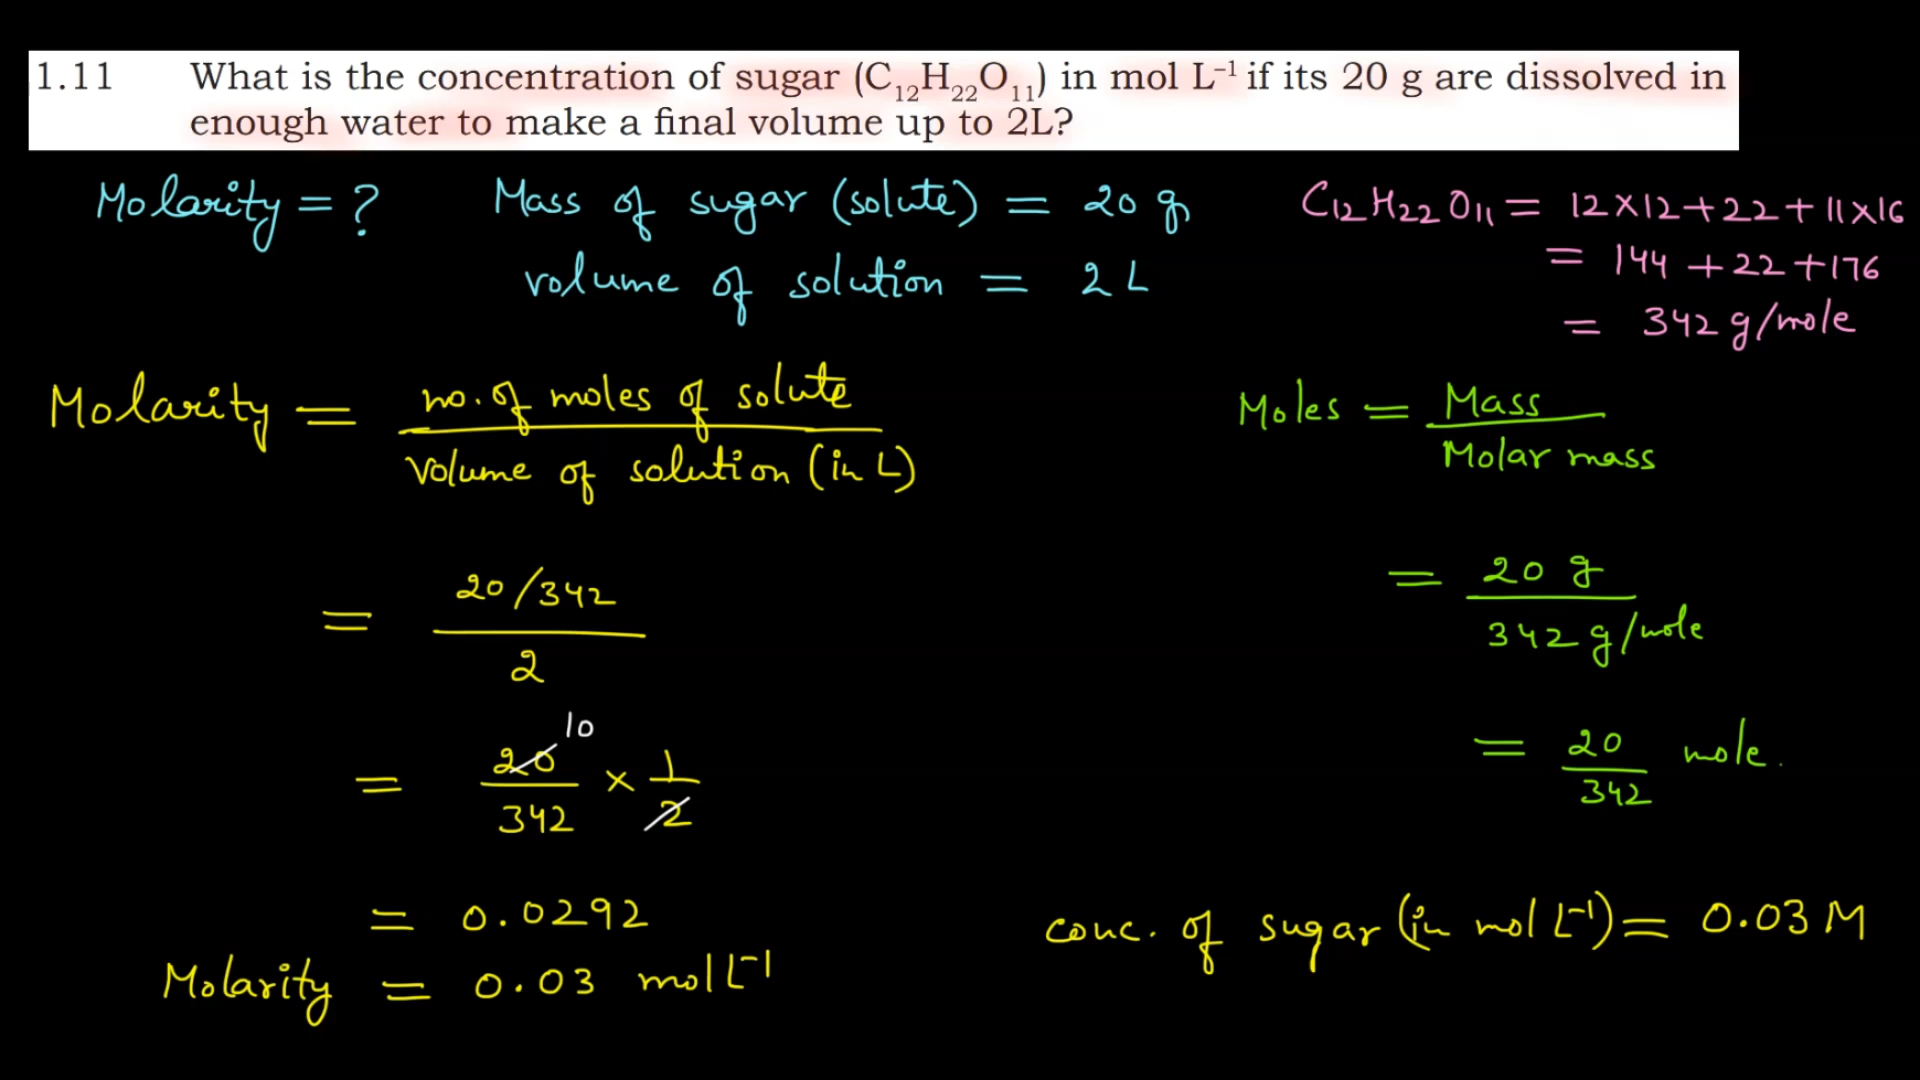 1.11 What is the concentration of sugar (C₁₂H₂₂O₁₁) in mol L⁻¹ if its 20 g are dissolved in
enough water to make a final volume up to 2L?
Molarity = ?
Mass of sugar (solute) = 20 g
volume of solution = 2 L
C₁₂H₂₂O₁₁ = 12×12+22+11×16
= 144 +22+176
= 342 g/mole
Molarity = no. of moles of solute
Volume of solution (in L)
Moles = Mass
Molar mass
= 20/342
2
= 20 g
342 g/mole
10
= 20 × 1
342 2
= 20 mole.
342
= 0.0292
Molarity = 0.03 mol L⁻¹
conc. of sugar (in mol L⁻¹) = 0.03 M